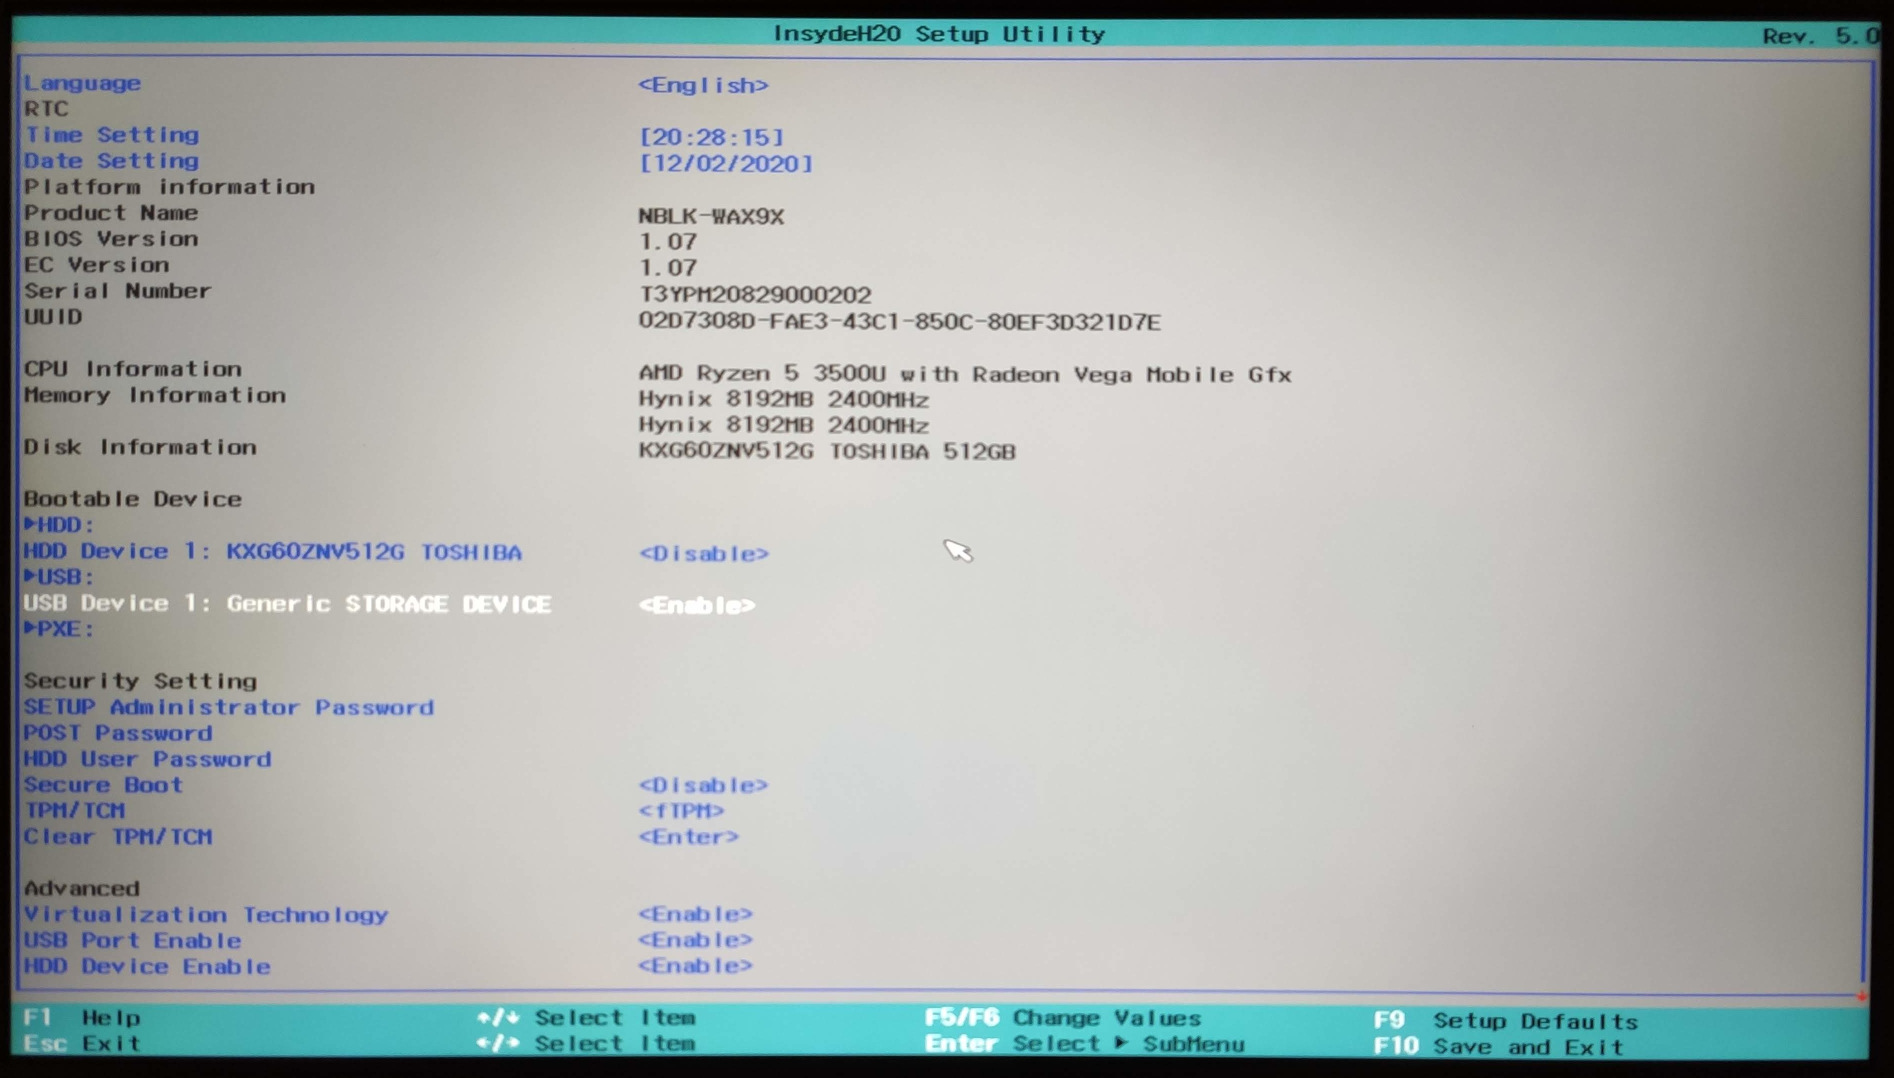 InsydeH20 Setup Utility
Rev. 5.0
Language <English>
RTC
Time Setting [20:28:15]
Date Setting [12/02/2020]
Platform information
Product Name NBLK-WAX9X
BIOS Version 1.07
EC Version 1.07
Serial Number T3YPM20829000202
UUID 02D7308D-FAE3-43C1-850C-80EF3D321D7E
CPU Information AMD Ryzen 5 3500U with Radeon Vega Mobile Gfx
Memory Information Hynix 8192MB 2400MHz
Hynix 8192MB 2400MHz
Disk Information KXG60ZNV512G TOSHIBA 512GB
Bootable Device
▶HDD:
HDD Device 1: KXG60ZNV512G TOSHIBA <Disable>
▶USB:
USB Device 1: Generic STORAGE DEVICE <Enable>
▶PXE:
Security Setting
SETUP Administrator Password
POST Password
HDD User Password
Secure Boot <Disable>
TPM/TCM <fTPM>
Clear TPM/TCM <Enter>
Advanced
Virtualization Technology <Enable>
USB Port Enable <Enable>
HDD Device Enable <Enable>
F1 Help ↑/↓ Select Item F5/F6 Change Values F9 Setup Defaults
Esc Exit ←/→ Select Item Enter Select ▶ SubMenu F10 Save and Exit